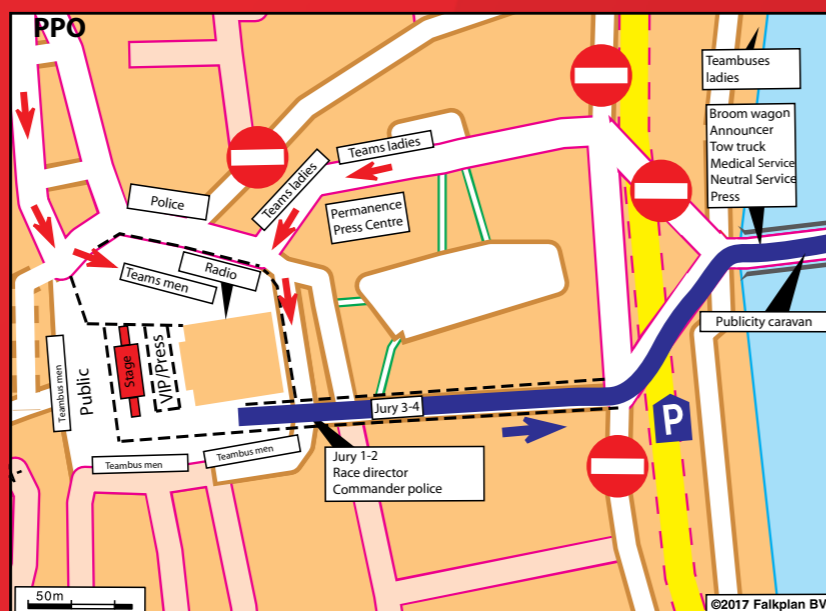 PPO
Teambuses
ladies
Broom wagon
Announcer
Tow truck
Medical Service
Neutral Service
Press
Teams ladies
Teams ladies
Police
Permanence
Press Centre
Radio
Teams men
Publicity caravan
Teambus men
Public
Stage
VIP/Press
Jury 3-4
P
Teambus men
Teambus men
Jury 1-2
Race director
Commander police
50m
©2017 Falkplan BV